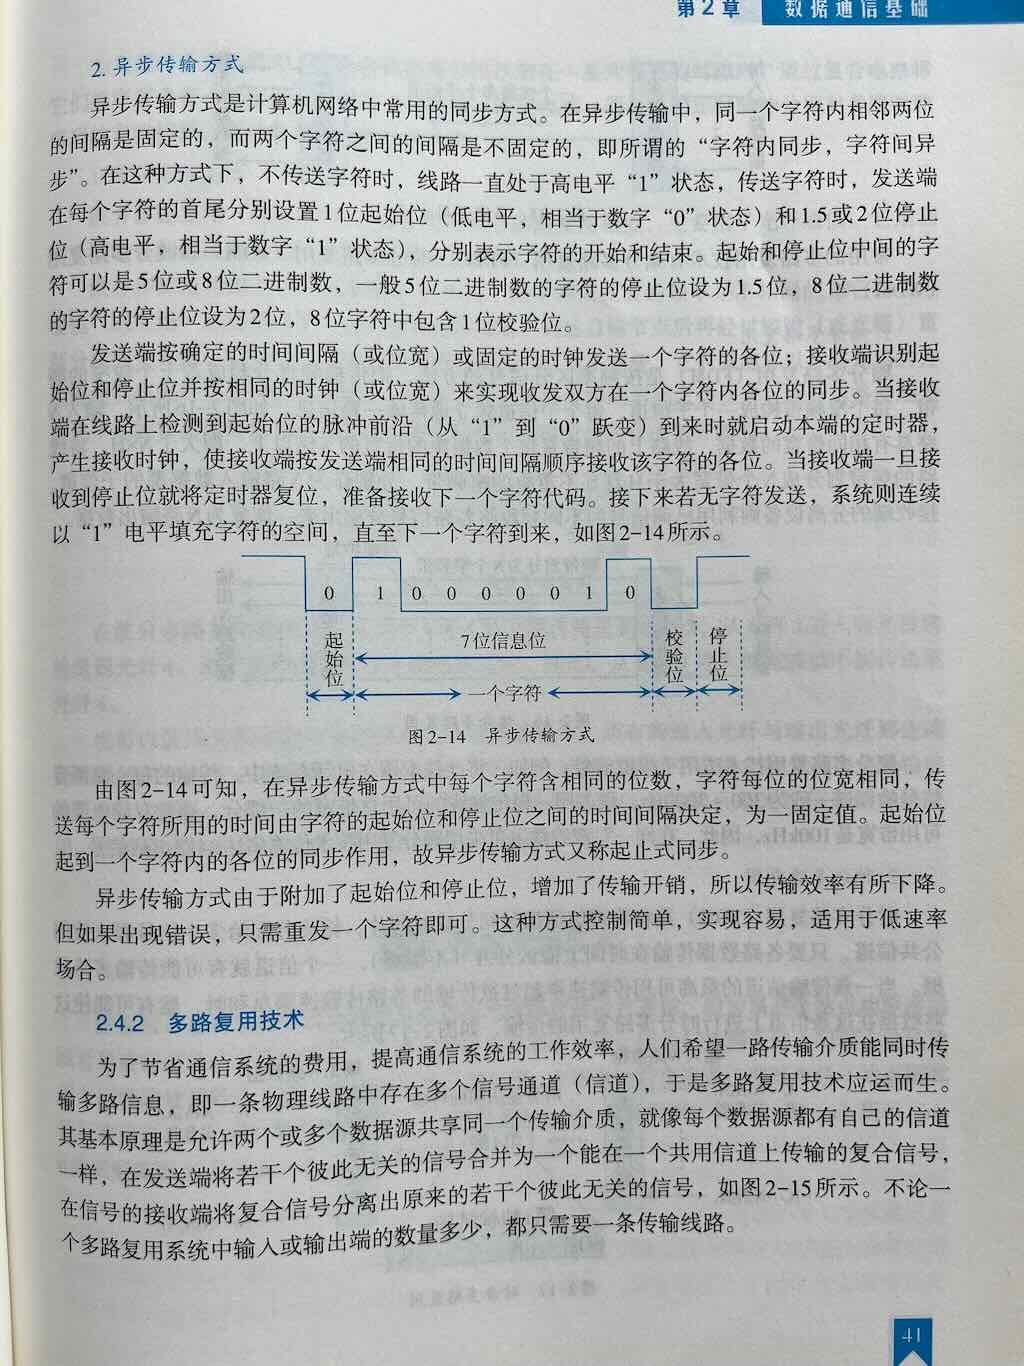 第2章 数据通信基础
2. 异步传输方式
异步传输方式是计算机网络中常用的同步方式。在异步传输中，同一个字符内相邻两位
的间隔是固定的，而两个字符之间的间隔是不固定的，即所谓的“字符内同步，字符间异
步”。在这种方式下，不传送字符时，线路一直处于高电平“1”状态，传送字符时，发送端
在每个字符的首尾分别设置1位起始位（低电平，相当于数字“0”状态）和1.5或2位停止
位（高电平，相当于数字“1”状态），分别表示字符的开始和结束。起始和停止位中间的字
符可以是5位或8位二进制数，一般5位二进制数的字符的停止位设为1.5位，8位二进制数
的字符的停止位设为2位，8位字符中包含1位校验位。
发送端按确定的时间间隔（或位宽）或固定的时钟发送一个字符的各位；接收端识别起
始位和停止位并按相同的时钟（或位宽）来实现收发双方在一个字符内各位的同步。当接收
端在线路上检测到起始位的脉冲前沿（从“1”到“0”跃变）到来时就启动本端的定时器，
产生接收时钟，使接收端按发送端相同的时间间隔顺序接收该字符的各位。当接收端一旦接
收到停止位就将定时器复位，准备接收下一个字符代码。接下来若无字符发送，系统则连续
以“1”电平填充字符的空间，直至下一个字符到来，如图2-14所示。
0 1 0 0 0 0 0 1 0
起始位 7位信息位 校验位 停止位
一个字符
图2-14 异步传输方式
由图2-14可知，在异步传输方式中每个字符含相同的位数，字符每位的位宽相同，传
送每个字符所用的时间由字符的起始位和停止位之间的时间间隔决定，为一固定值。起始位
起到一个字符内的各位的同步作用，故异步传输方式又称起止式同步。
异步传输方式由于附加了起始位和停止位，增加了传输开销，所以传输效率有所下降。
但如果出现错误，只需重发一个字符即可。这种方式控制简单，实现容易，适用于低速率
场合。
2.4.2 多路复用技术
为了节省通信系统的费用，提高通信系统的工作效率，人们希望一路传输介质能同时传
输多路信息，即一条物理线路中存在多个信号通道（信道），于是多路复用技术应运而生。
其基本原理是允许两个或多个数据源共享同一个传输介质，就像每个数据源都有自己的信道
一样，在发送端将若干个彼此无关的信号合并为一个能在一个共用信道上传输的复合信号，
在信号的接收端将复合信号分离出原来的若干个彼此无关的信号，如图2-15所示。不论一
个多路复用系统中输入或输出端的数量多少，都只需要一条传输线路。
41